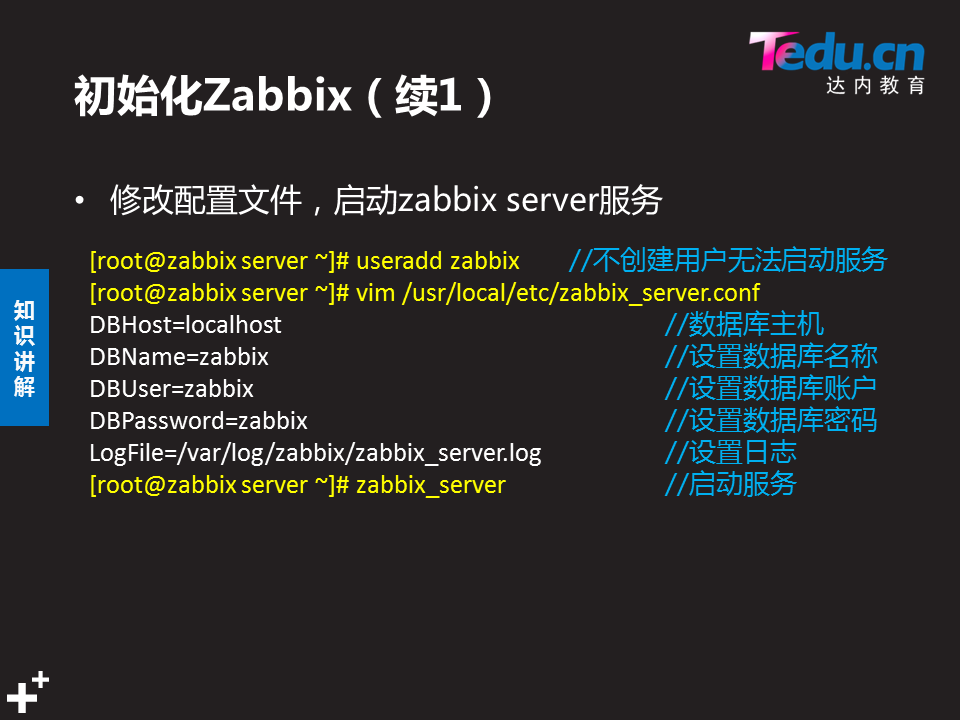 Tedu.cn
达内教育
初始化Zabbix（续1）
• 修改配置文件，启动zabbix server服务
[root@zabbix server ~]# useradd zabbix //不创建用户无法启动服务
[root@zabbix server ~]# vim /usr/local/etc/zabbix_server.conf
DBHost=localhost //数据库主机
DBName=zabbix //设置数据库名称
DBUser=zabbix //设置数据库账户
DBPassword=zabbix //设置数据库密码
LogFile=/var/log/zabbix/zabbix_server.log //设置日志
[root@zabbix server ~]# zabbix_server //启动服务
知识讲解